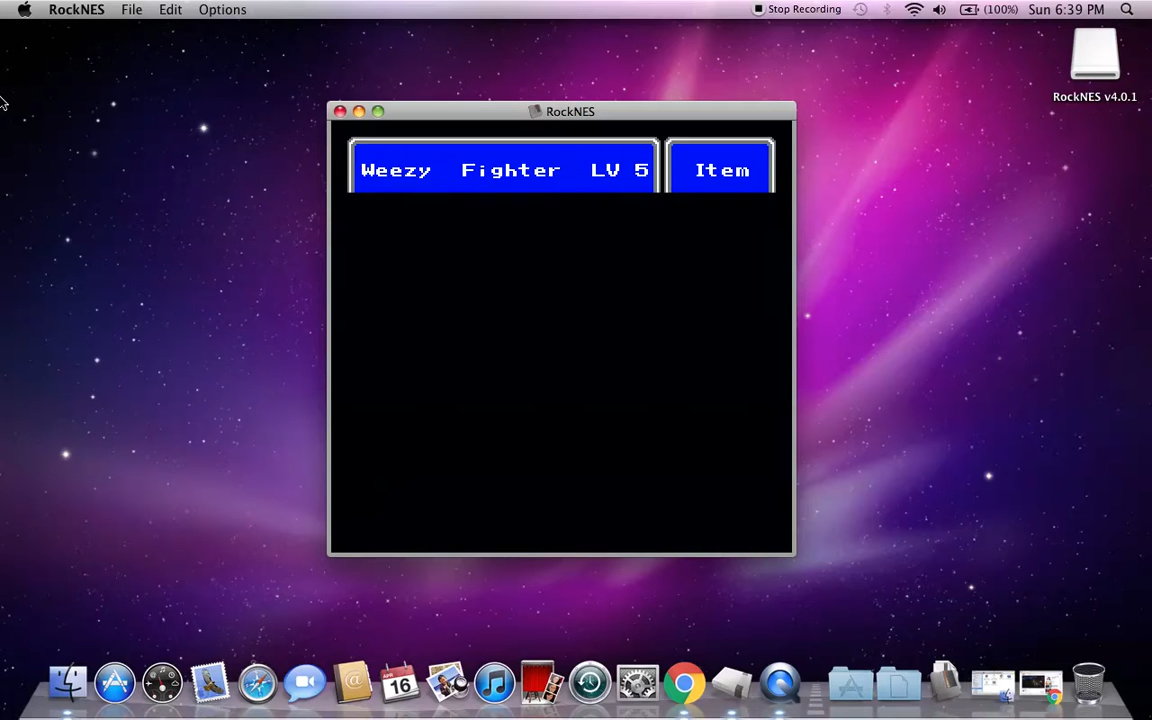 RockNES File Edit Options Stop Recording (100%) Sun 6:39 PM
RockNES v4.0.1
RockNES
Weezy Fighter LV 5 Item
APR
16